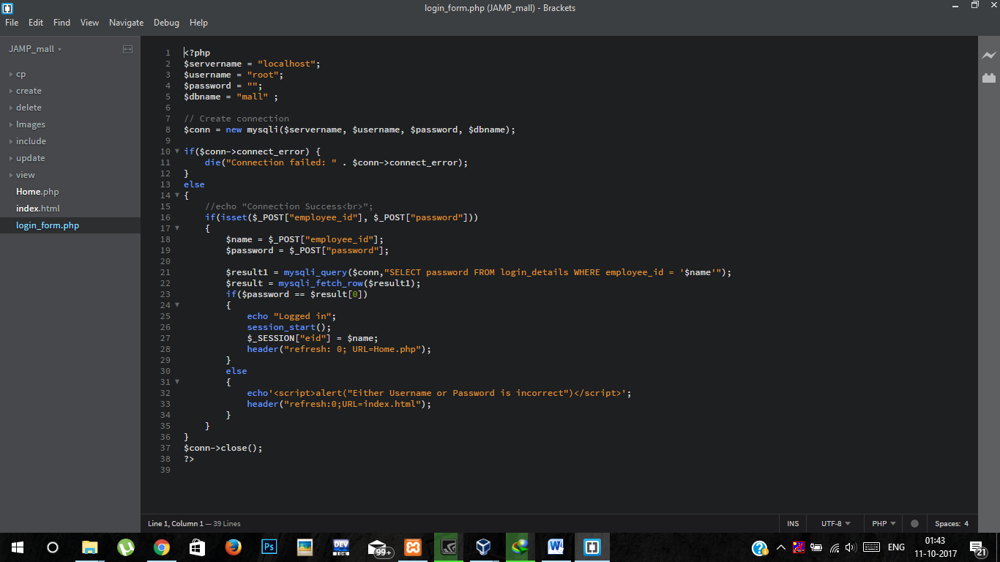 login_form.php (JAMP_mall) - Brackets
File Edit Find View Navigate Debug Help
JAMP_mall
cp
create
delete
Images
include
update
view
Home.php
index.html
login_form.php
1 <?php
2 $servername = "localhost";
3 $username = "root";
4 $password = "";
5 $dbname = "mall" ;
6
7 // Create connection
8 $conn = new mysqli($servername, $username, $password, $dbname);
9
10 if($conn->connect_error) {
11     die("Connection failed: " . $conn->connect_error);
12 }
13 else
14 {
15     //echo "Connection Success<br>";
16     if(isset($_POST["employee_id"], $_POST["password"]))
17     {
18         $name = $_POST["employee_id"];
19         $password = $_POST["password"];
20
21         $result1 = mysqli_query($conn,"SELECT password FROM login_details WHERE employee_id = '$name'");
22         $result = mysqli_fetch_row($result1);
23         if($password == $result[0])
24         {
25             echo "Logged in";
26             session_start();
27             $_SESSION["eid"] = $name;
28             header("refresh: 0; URL=Home.php");
29         }
30         else
31         {
32             echo'<script>alert("Either Username or Password is incorrect")</script>';
33             header("refresh:0;URL=index.html");
34         }
35     }
36 }
37 $conn->close();
38 ?>
39
Line 1, Column 1 — 39 Lines
INS UTF-8 PHP Spaces: 4
Ps
DEV
99+
W
ENG
01:43
11-10-2017
21